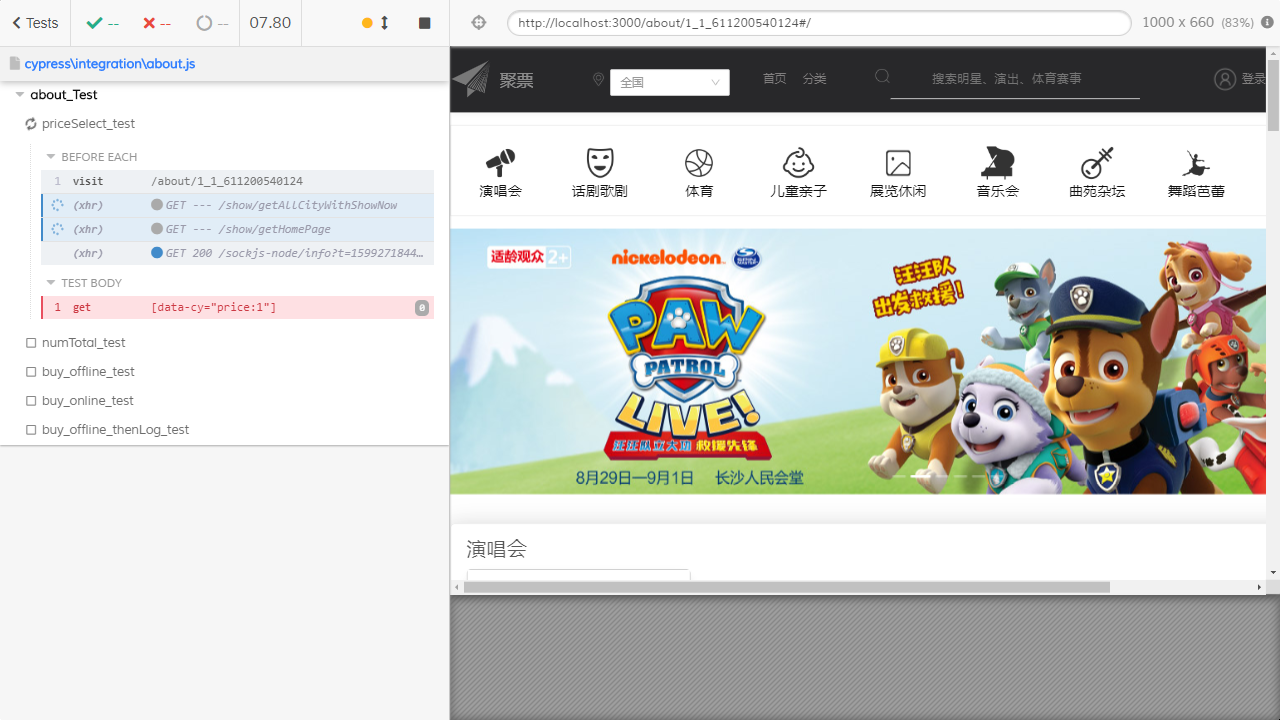 Tests
--
--
--
07.80
http://localhost:3000/about/1_1_611200540124#/
1000 x 660 (83%)
cypress\integration\about.js
about_Test
priceSelect_test
BEFORE EACH
1 visit /about/1_1_611200540124
(xhr) GET --- /show/getAllCityWithShowNow
(xhr) GET --- /show/getHomePage
(xhr) GET 200 /sockjs-node/info?t=1599271844…
TEST BODY
1 get [data-cy="price:1"] 0
numTotal_test
buy_offline_test
buy_online_test
buy_offline_thenLog_test
聚票
全国
首页
分类
搜索明星、演出、体育赛事
登录
演唱会
话剧歌剧
体育
儿童亲子
展览休闲
音乐会
曲苑杂坛
舞蹈芭蕾
适龄观众 2+
nickelodeon
PAW
PATROL
LIVE!
汪汪队立大功 救援先锋
8月29日—9月1日 长沙人民会堂
汪汪队
出发救援!
演唱会